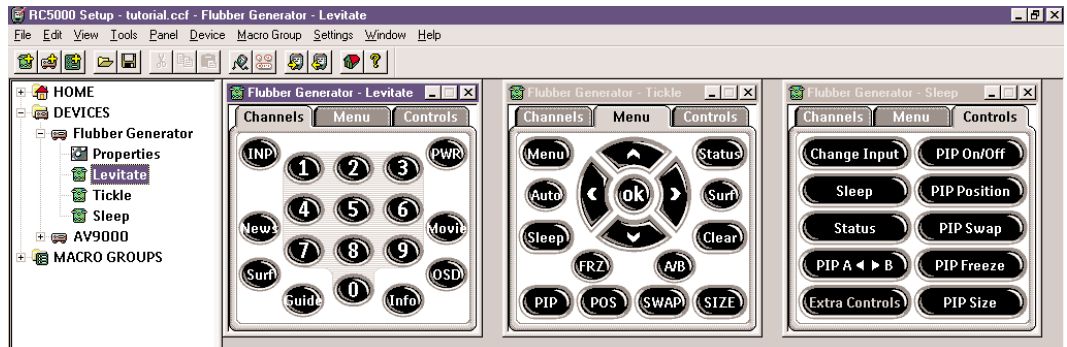 RC5000 Setup - tutorial.ccf - Flubber Generator - Levitate
File Edit View Tools Panel Device Macro Group Settings Window Help
HOME
DEVICES
Flubber Generator
Properties
Levitate
Tickle
Sleep
AV9000
MACRO GROUPS
Flubber Generator - Levitate
Channels Menu Controls
INP PWR
1 2 3
4 5 6
News Movie
7 8 9
Surf OSD
Guide 0 Info
Flubber Generator - Tickle
Channels Menu Controls
Menu Status
Auto ok Surf
Sleep Clear
FRZ A/B
PIP POS SWAP SIZE
Flubber Generator - Sleep
Channels Menu Controls
Change Input PIP On/Off
Sleep PIP Position
Status PIP Swap
PIP A ◀ ▶ B PIP Freeze
Extra Controls PIP Size